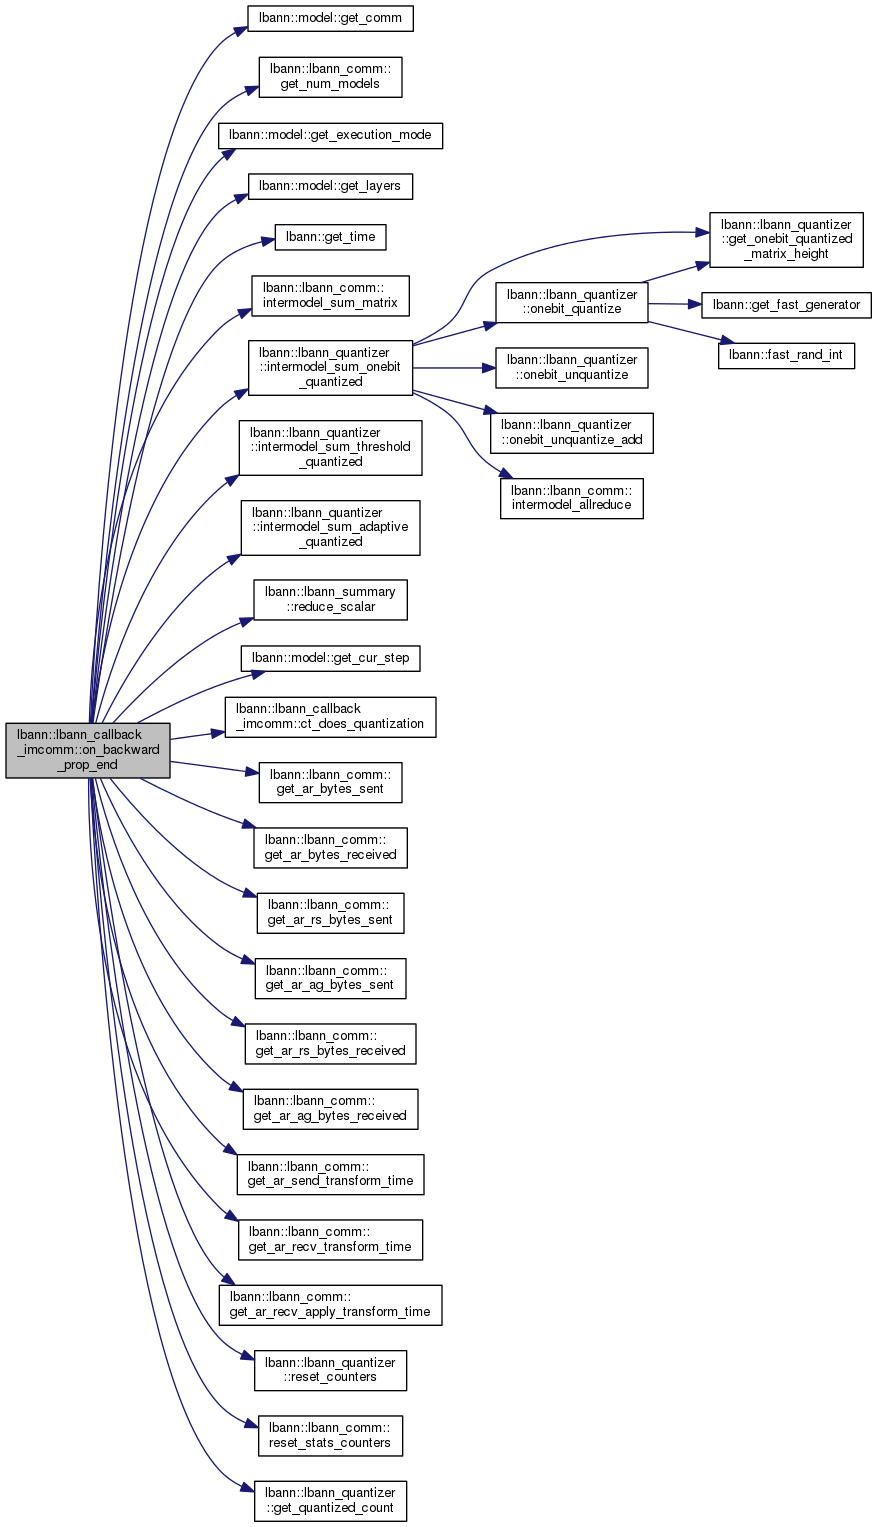 lbann::model::get_comm
lbann::lbann_comm::
get_num_models
lbann::model::get_execution_mode
lbann::model::get_layers
lbann::get_time
lbann::lbann_comm::
intermodel_sum_matrix
lbann::lbann_quantizer
::intermodel_sum_onebit
_quantized
lbann::lbann_quantizer
::intermodel_sum_threshold
_quantized
lbann::lbann_quantizer
::intermodel_sum_adaptive
_quantized
lbann::lbann_summary
::reduce_scalar
lbann::model::get_cur_step
lbann::lbann_callback
_imcomm::ct_does_quantization
lbann::lbann_callback
_imcomm::on_backward
_prop_end
lbann::lbann_comm::
get_ar_bytes_sent
lbann::lbann_comm::
get_ar_bytes_received
lbann::lbann_comm::
get_ar_rs_bytes_sent
lbann::lbann_comm::
get_ar_ag_bytes_sent
lbann::lbann_comm::
get_ar_rs_bytes_received
lbann::lbann_comm::
get_ar_ag_bytes_received
lbann::lbann_comm::
get_ar_send_transform_time
lbann::lbann_comm::
get_ar_recv_transform_time
lbann::lbann_comm::
get_ar_recv_apply_transform_time
lbann::lbann_quantizer
::reset_counters
lbann::lbann_comm::
reset_stats_counters
lbann::lbann_quantizer
::get_quantized_count
lbann::lbann_quantizer
::onebit_quantize
lbann::lbann_quantizer
::onebit_unquantize
lbann::lbann_quantizer
::onebit_unquantize_add
lbann::lbann_comm::
intermodel_allreduce
lbann::lbann_quantizer
::get_onebit_quantized
_matrix_height
lbann::get_fast_generator
lbann::fast_rand_int